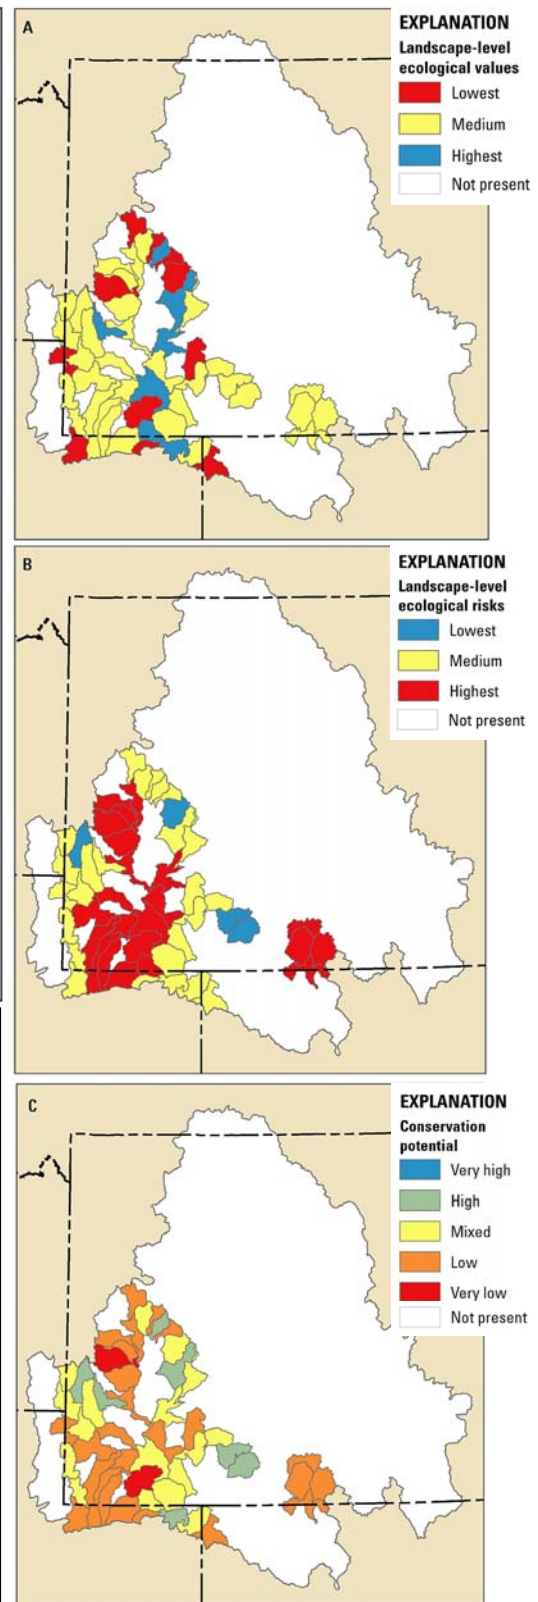 A
EXPLANATION
Landscape-level
ecological values
Lowest
Medium
Highest
Not present
B
EXPLANATION
Landscape-level
ecological risks
Lowest
Medium
Highest
Not present
C
EXPLANATION
Conservation
potential
Very high
High
Mixed
Low
Very low
Not present